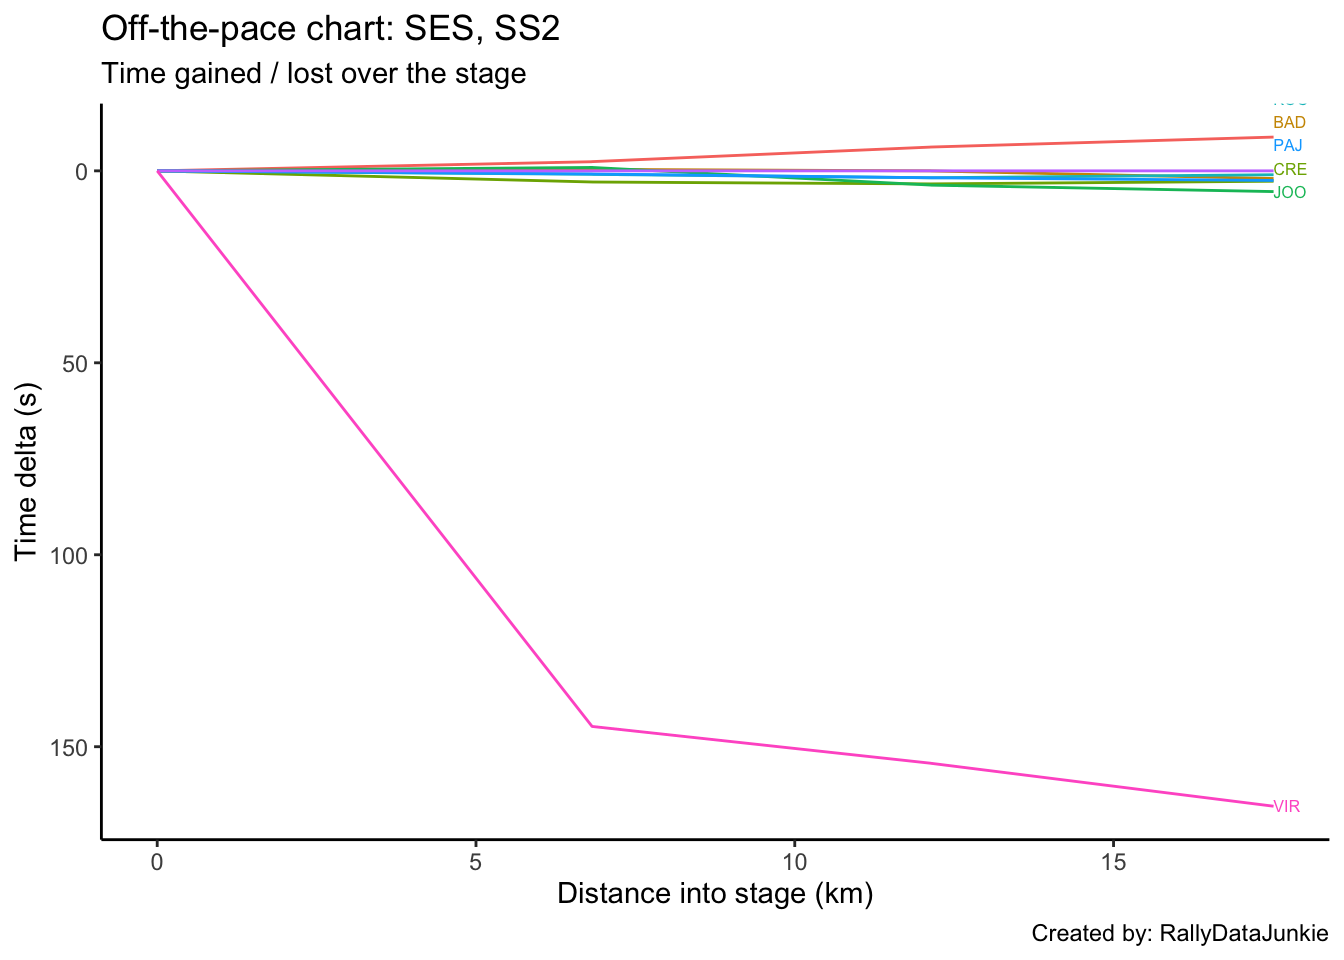 Off-the-pace chart: SES, SS2
Time gained / lost over the stage
BAD
PAJ
CRE
JOO
VIR
0
50
100
150
Time delta (s)
0 5 10 15
Distance into stage (km)
Created by: RallyDataJunkie